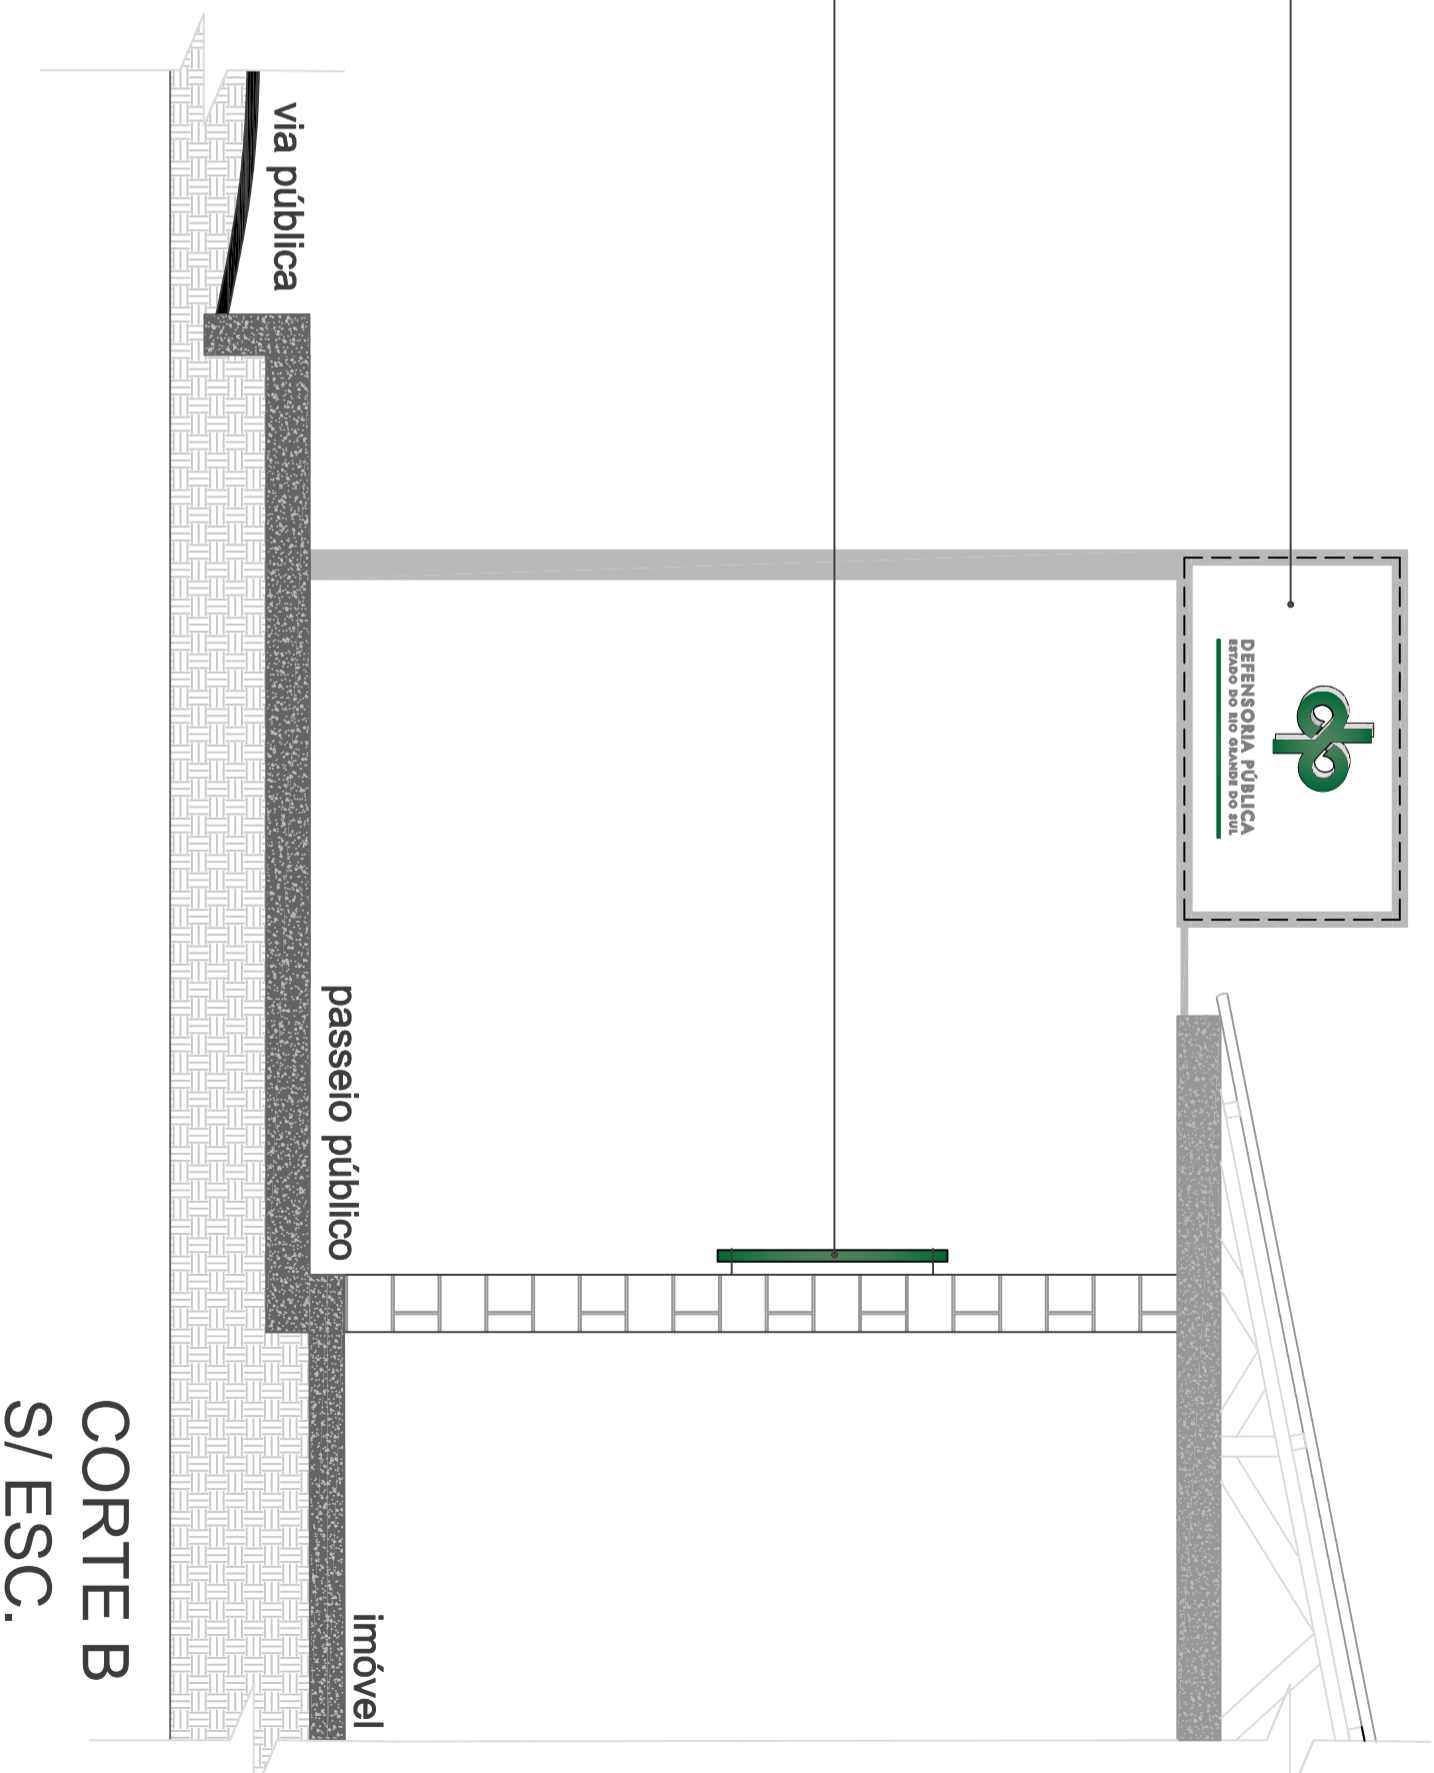 DEFENSORIA PÚBLICA
ESTADO DO RIO GRANDE DO SUL
via pública
passeio público
imóvel
CORTE B
S/ ESC.